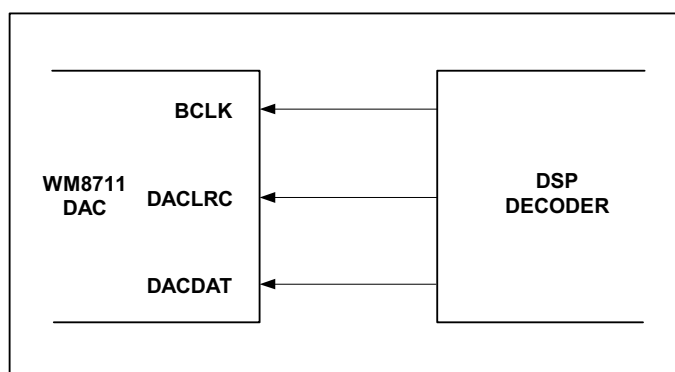 BCLK
WM8711
DAC
DACLRC
DACDAT
DSP
DECODER